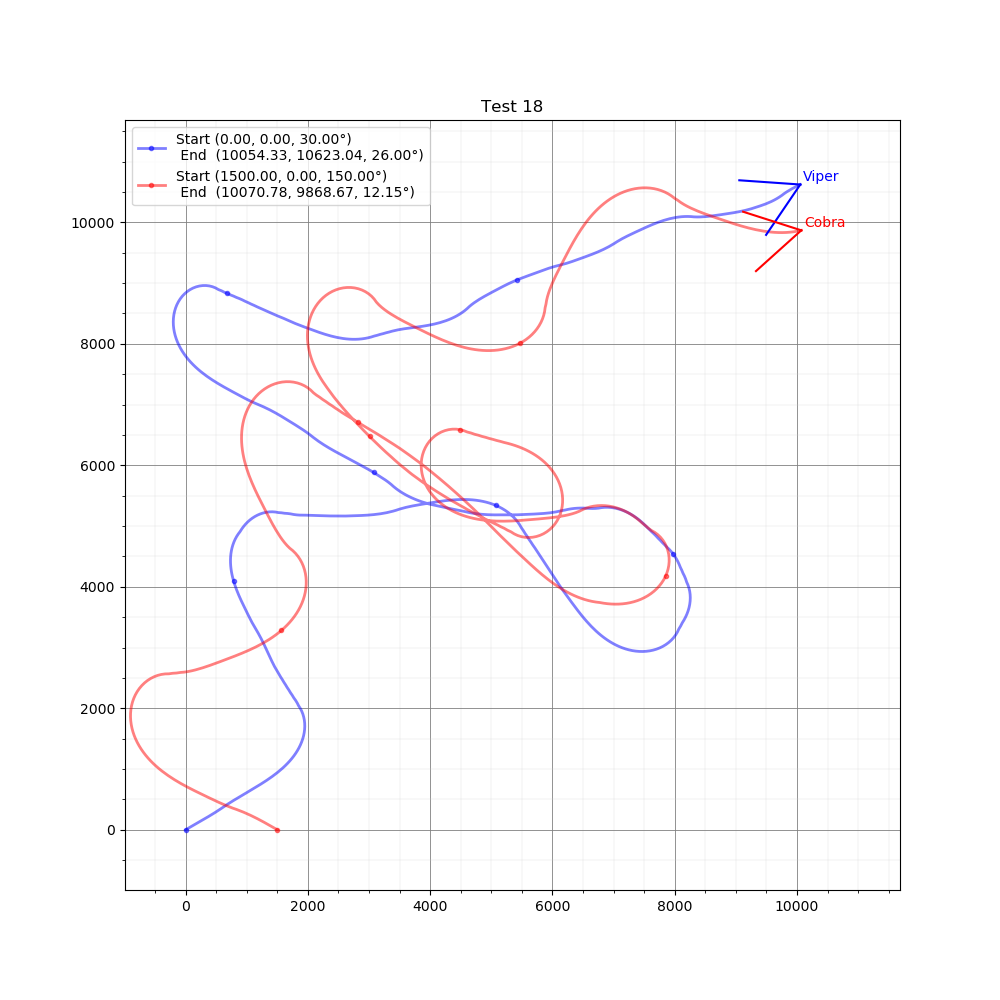 Test 18
Start (0.00, 0.00, 30.00°)
End (10054.33, 10623.04, 26.00°)
Start (1500.00, 0.00, 150.00°)
End (10070.78, 9868.67, 12.15°)
Viper
Cobra
10000
8000
6000
4000
2000
0
0 2000 4000 6000 8000 10000